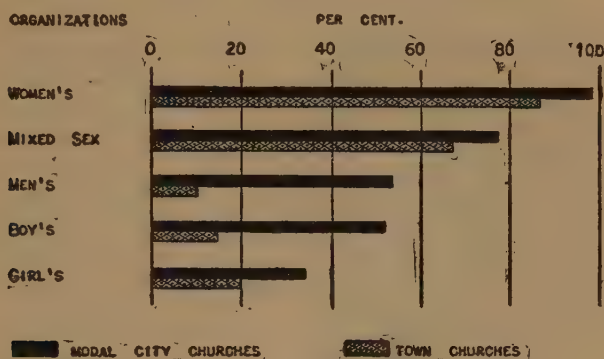 ORGANIZATIONS PER CENT.
0 20 40 60 80 100
WOMEN'S
MIXED SEX
MEN'S
BOY'S
GIRL'S
MODAL CITY CHURCHES TOWN CHURCHES